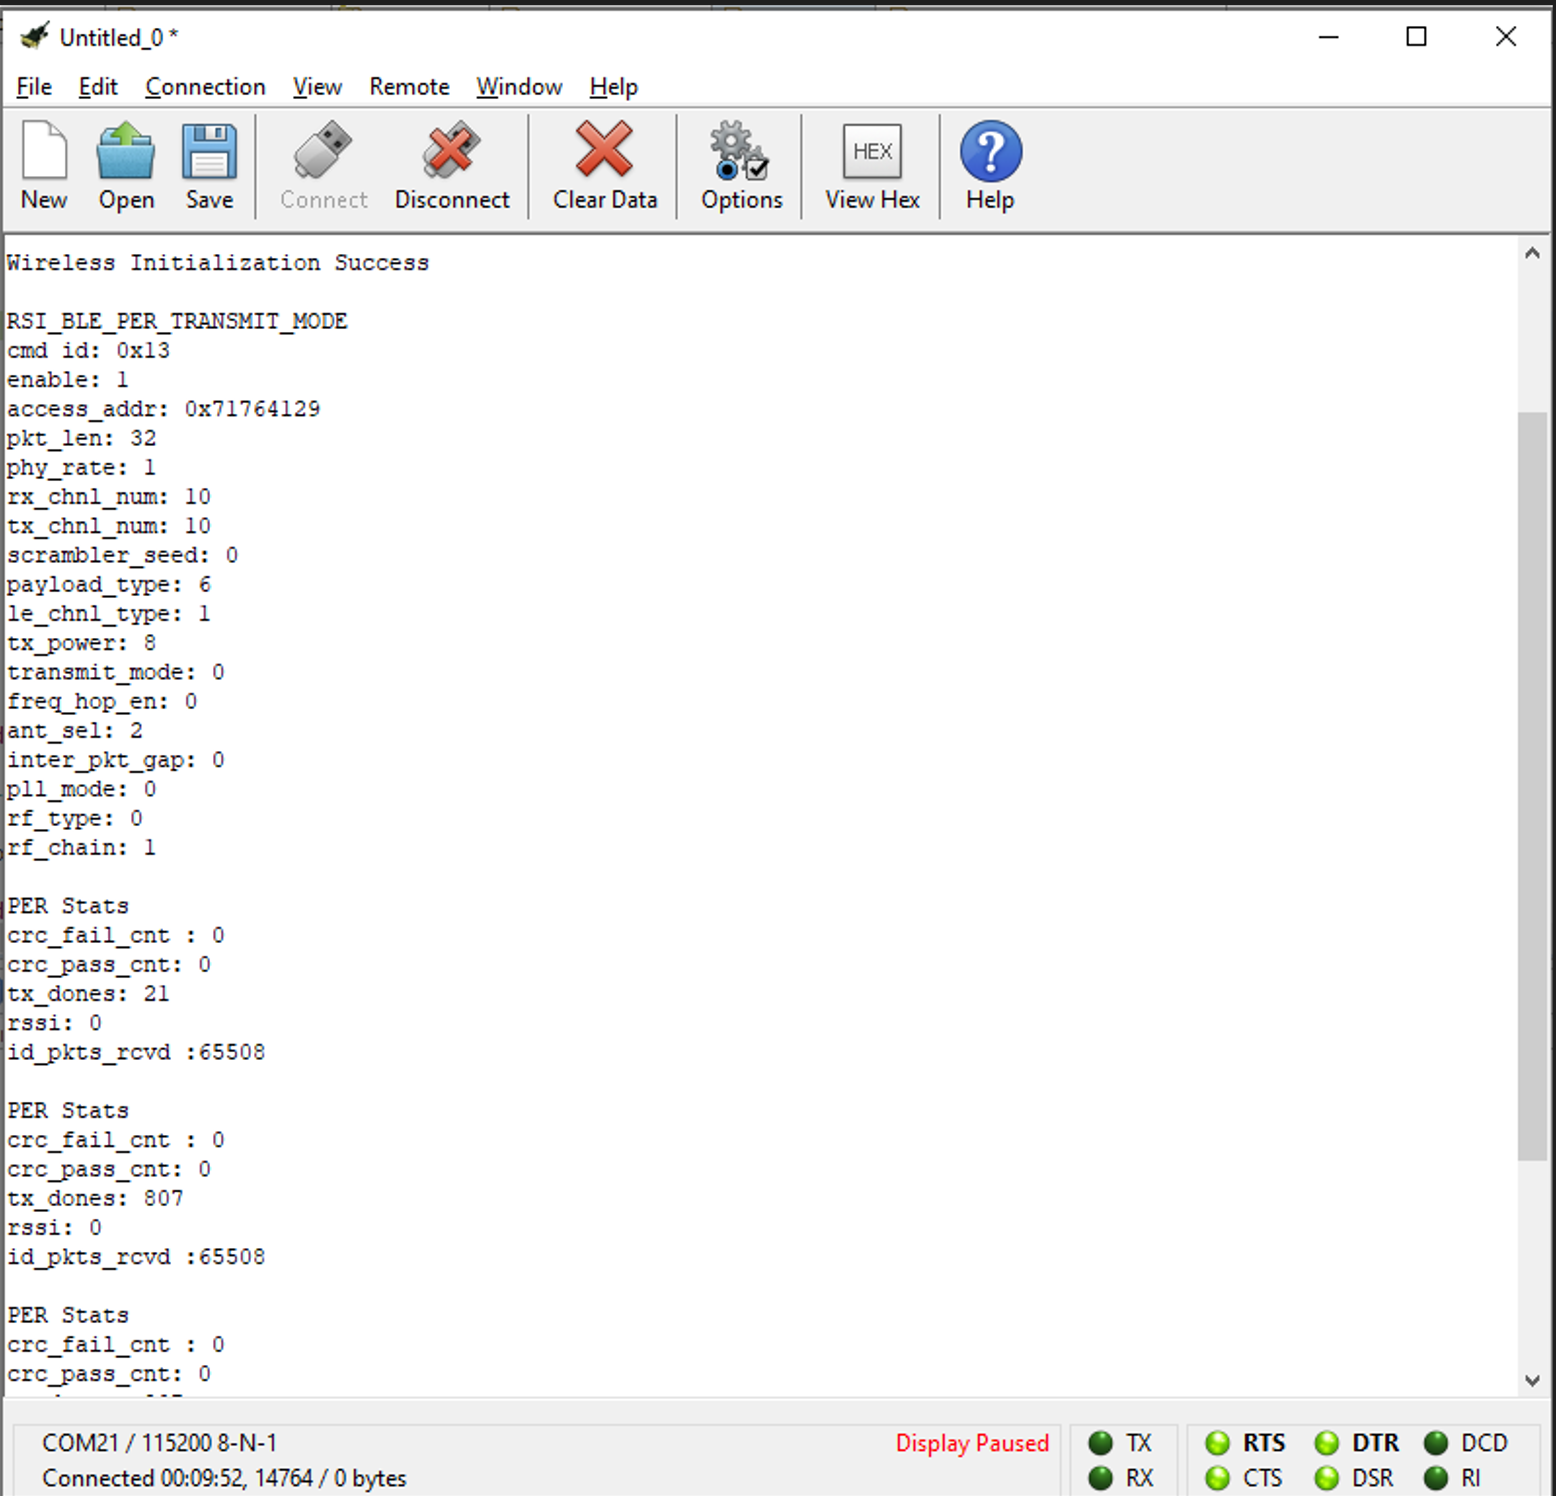 Untitled_0 *
File Edit Connection View Remote Window Help
HEX
New Open Save Connect Disconnect Clear Data Options View Hex Help
Wireless Initialization Success
RSI_BLE_PER_TRANSMIT_MODE
cmd id: 0x13
enable: 1
access_addr: 0x71764129
pkt_len: 32
phy_rate: 1
rx_chnl_num: 10
tx_chnl_num: 10
scrambler_seed: 0
payload_type: 6
le_chnl_type: 1
tx_power: 8
transmit_mode: 0
freq_hop_en: 0
ant_sel: 2
inter_pkt_gap: 0
pll_mode: 0
rf_type: 0
rf_chain: 1
PER Stats
crc_fail_cnt : 0
crc_pass_cnt: 0
tx_dones: 21
rssi: 0
id_pkts_rcvd :65508
PER Stats
crc_fail_cnt : 0
crc_pass_cnt: 0
tx_dones: 807
rssi: 0
id_pkts_rcvd :65508
PER Stats
crc_fail_cnt : 0
crc_pass_cnt: 0
COM21 / 115200 8-N-1 Display Paused TX RTS DTR DCD
Connected 00:09:52, 14764 / 0 bytes RX CTS DSR RI